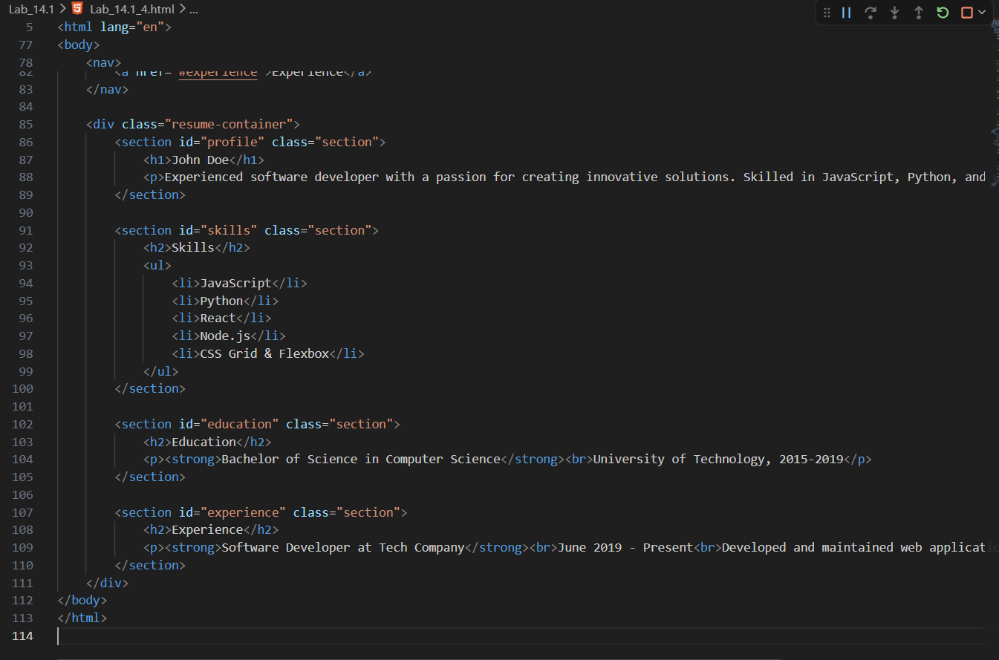 Lab_14.1 > 5 Lab_14.1_4.html > ...
5 <html lang="en">
77 <body>
78 <nav>
82 <a href="#experience">Experience</a>
83 </nav>
84
85 <div class="resume-container">
86 <section id="profile" class="section">
87 <h1>John Doe</h1>
88 <p>Experienced software developer with a passion for creating innovative solutions. Skilled in JavaScript, Python, and
89 </section>
90
91 <section id="skills" class="section">
92 <h2>Skills</h2>
93 <ul>
94 <li>JavaScript</li>
95 <li>Python</li>
96 <li>React</li>
97 <li>Node.js</li>
98 <li>CSS Grid & Flexbox</li>
99 </ul>
100 </section>
101
102 <section id="education" class="section">
103 <h2>Education</h2>
104 <p><strong>Bachelor of Science in Computer Science</strong><br>University of Technology, 2015-2019</p>
105 </section>
106
107 <section id="experience" class="section">
108 <h2>Experience</h2>
109 <p><strong>Software Developer at Tech Company</strong><br>June 2019 - Present<br>Developed and maintained web applicatio
110 </section>
111 </div>
112 </body>
113 </html>
114